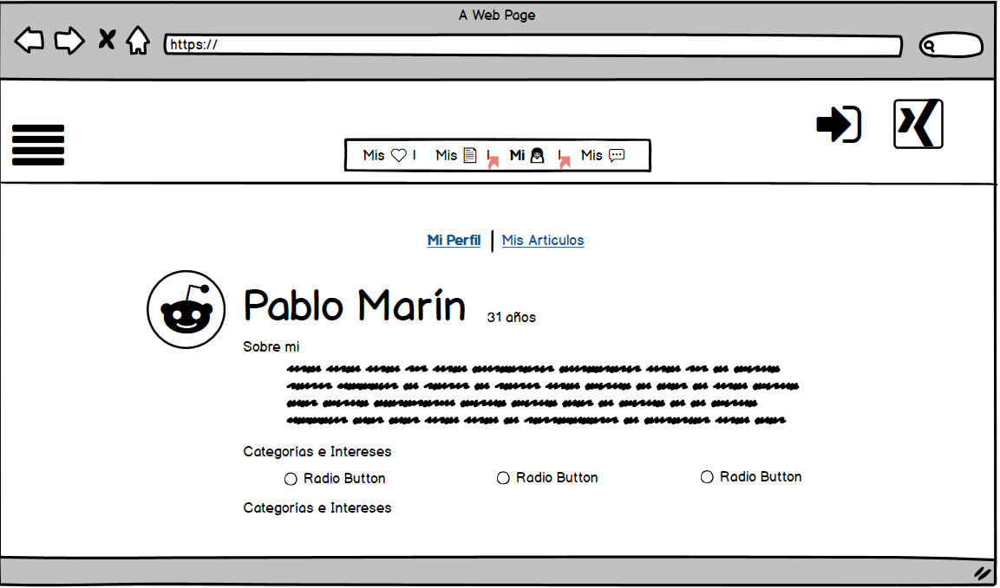 A Web Page
https://
Mis I Mis I Mi I Mis
Mi Perfil Mis Articulos
Pablo Marín 31 años
Sobre mi
Categorías e Intereses
Radio Button Radio Button Radio Button
Categorías e Intereses